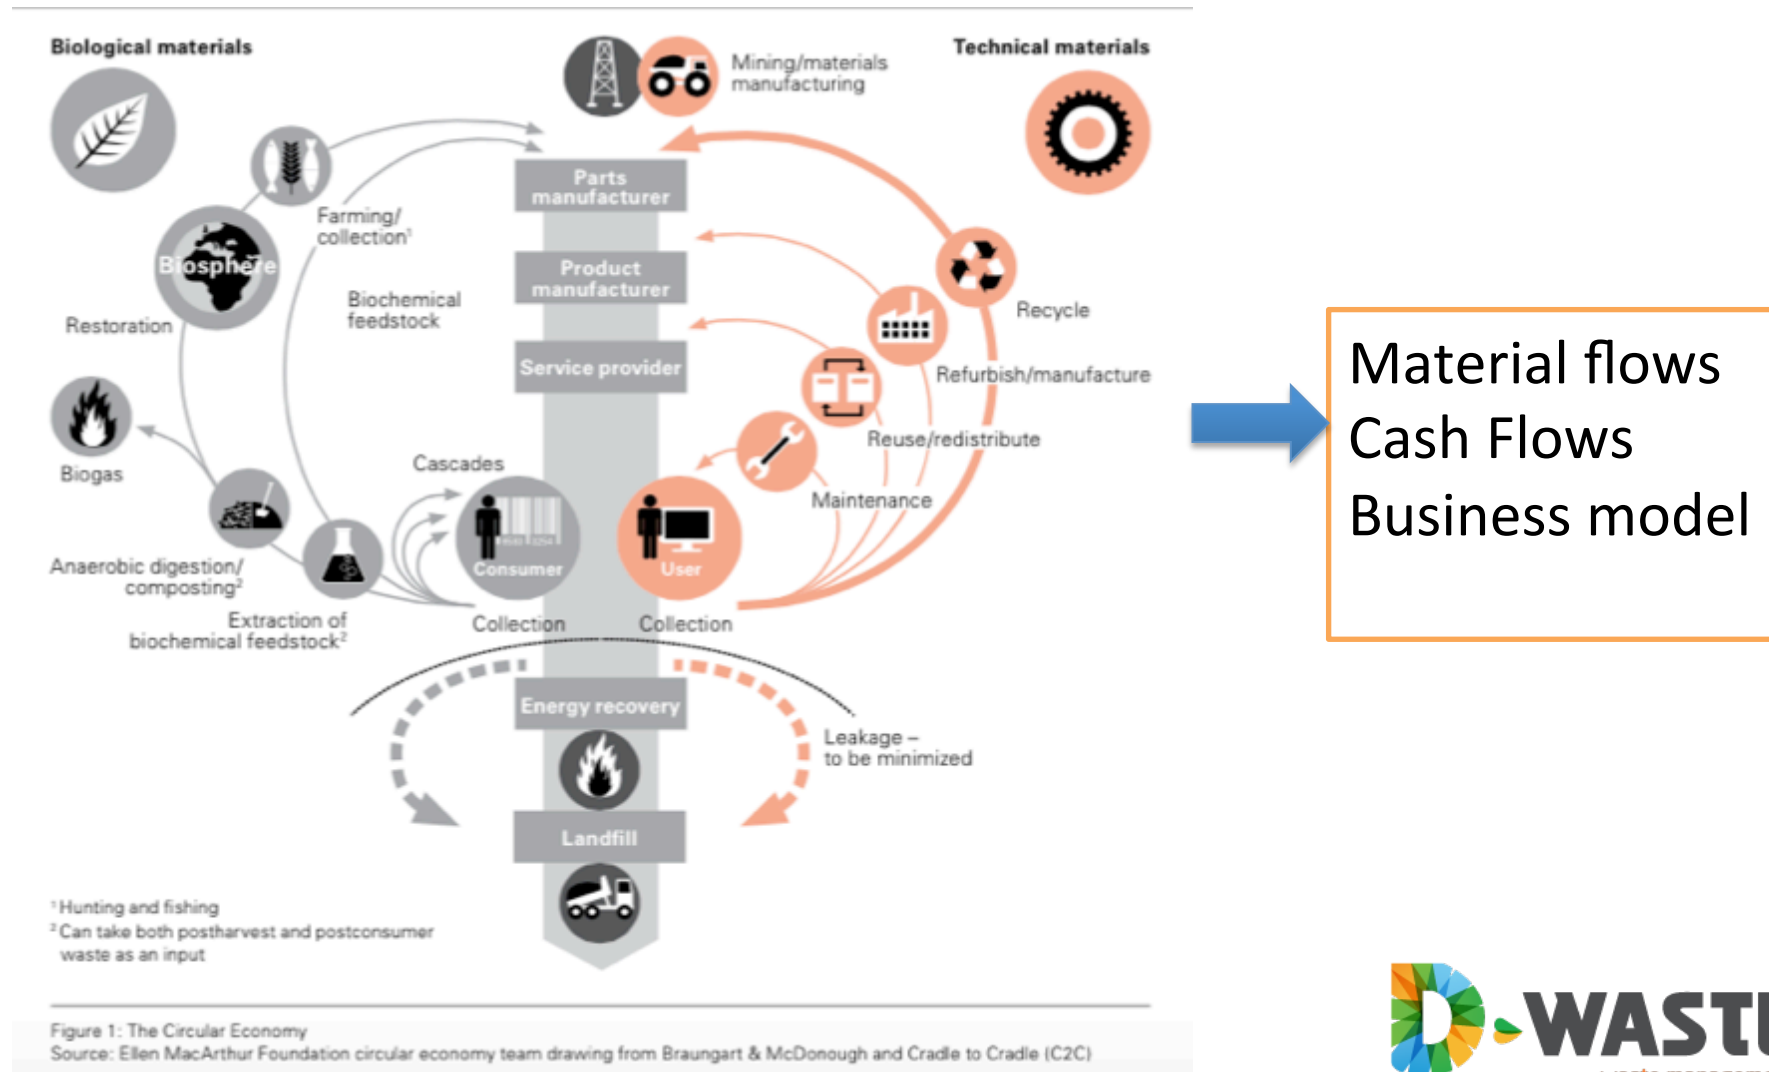 Biological materials
Technical materials
Mining/materials
manufacturing
Parts
manufacturer
Farming/
collection¹
Biosphere
Product
manufacturer
Biochemical
feedstock
Recycle
Restoration
Service provider
Refurbish/manufacture
Reuse/redistribute
Biogas
Cascades
Maintenance
Consumer
User
Anaerobic digestion/
composting²
Extraction of
biochemical feedstock²
Collection
Collection
Energy recovery
Leakage –
to be minimized
Landfill
¹ Hunting and fishing
² Can take both postharvest and postconsumer
waste as an input
Figure 1: The Circular Economy
Source: Ellen MacArthur Foundation circular economy team drawing from Braungart & McDonough and Cradle to Cradle (C2C)
Material flows
Cash Flows
Business model
D-WASTE